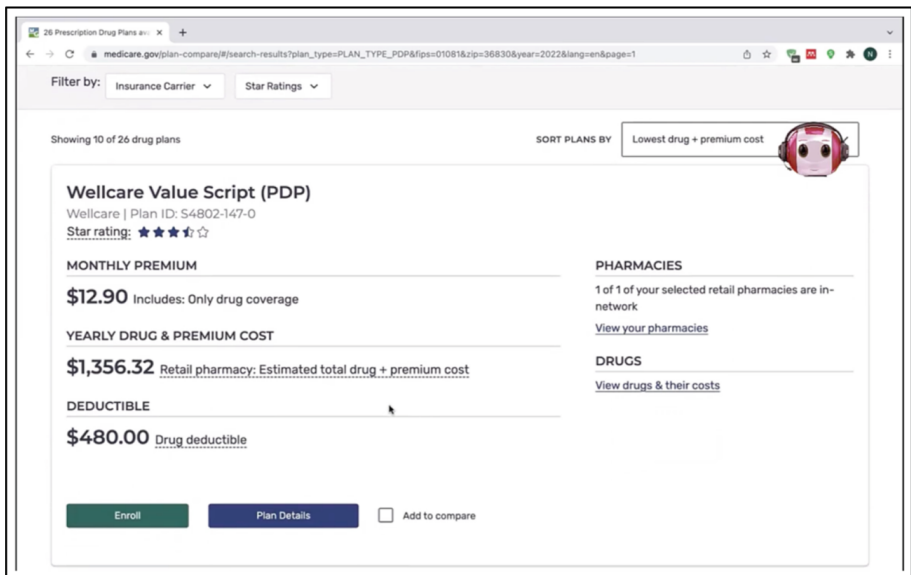 26 Prescription Drug Plans ava
medicare.gov/plan-compare/#/search-results?plan_type=PLAN_TYPE_PDP&fips=01081&zip=36830&year=2022&lang=en&page=1
N
Filter by:
Insurance Carrier
Star Ratings
Showing 10 of 26 drug plans
SORT PLANS BY
Lowest drug + premium cost
Wellcare Value Script (PDP)
Wellcare | Plan ID: S4802-147-0
Star rating:
MONTHLY PREMIUM
$12.90 Includes: Only drug coverage
YEARLY DRUG & PREMIUM COST
$1,356.32 Retail pharmacy: Estimated total drug + premium cost
DEDUCTIBLE
$480.00 Drug deductible
PHARMACIES
1 of 1 of your selected retail pharmacies are in-
network
View your pharmacies
DRUGS
View drugs & their costs
Enroll
Plan Details
Add to compare